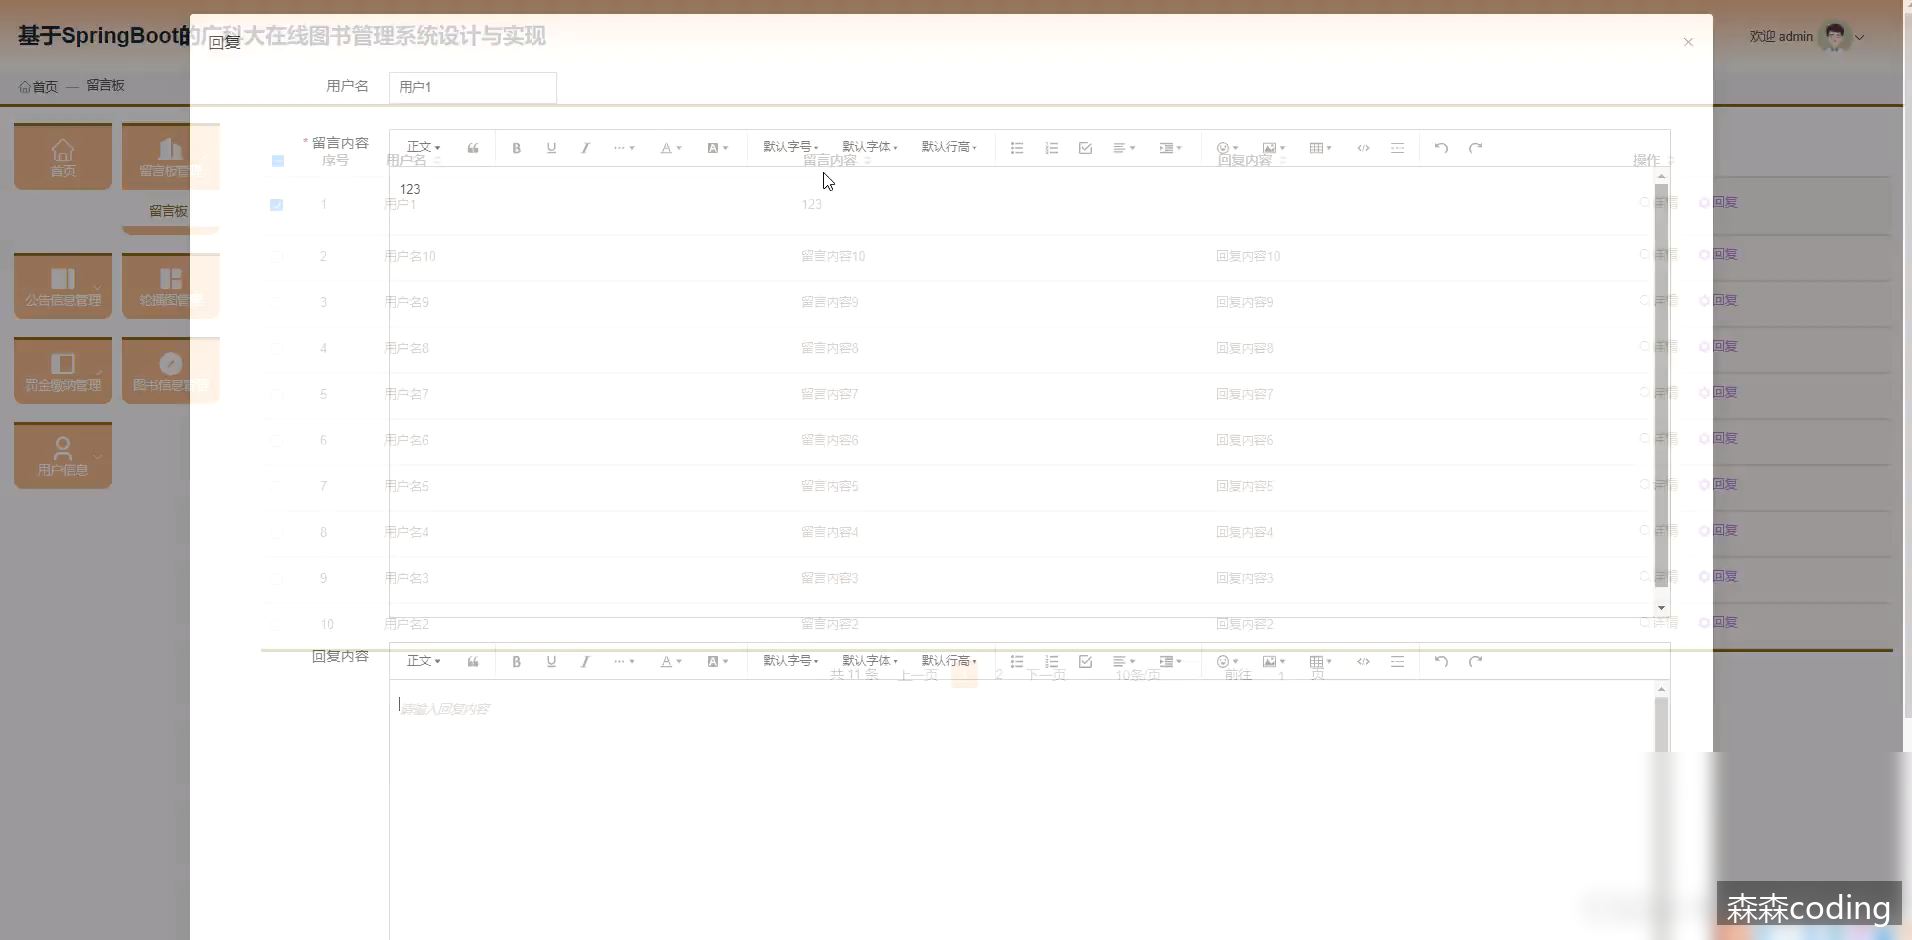 基于SpringBoot的广科大在线图书管理系统设计与实现
回复
欢迎 admin
首页 — 留言板
用户名 用户1
* 留言内容
正文 B U I ··· A A 默认字号 默认字体 默认行高
序号 用户名 留言内容 回复内容 操作
123
首页
留言板管理
留言板
公告信息管理
轮播图管理
罚金缴纳管理
图书信息管理
用户信息
1 用户1 123 详情 回复
2 用户名10 留言内容10 回复内容10 详情 回复
3 用户名9 留言内容9 回复内容9 详情 回复
4 用户名8 留言内容8 回复内容8 详情 回复
5 用户名7 留言内容7 回复内容7 详情 回复
6 用户名6 留言内容6 回复内容6 详情 回复
7 用户名5 留言内容5 回复内容5 详情 回复
8 用户名4 留言内容4 回复内容4 详情 回复
9 用户名3 留言内容3 回复内容3 详情 回复
10 用户名2 留言内容2 回复内容2 详情 回复
回复内容
正文 B U I ··· A A 默认字号 默认字体 默认行高
共 11 条 上一页 1 2 下一页 10条/页 前往 1 页
请输入回复内容
森森coding